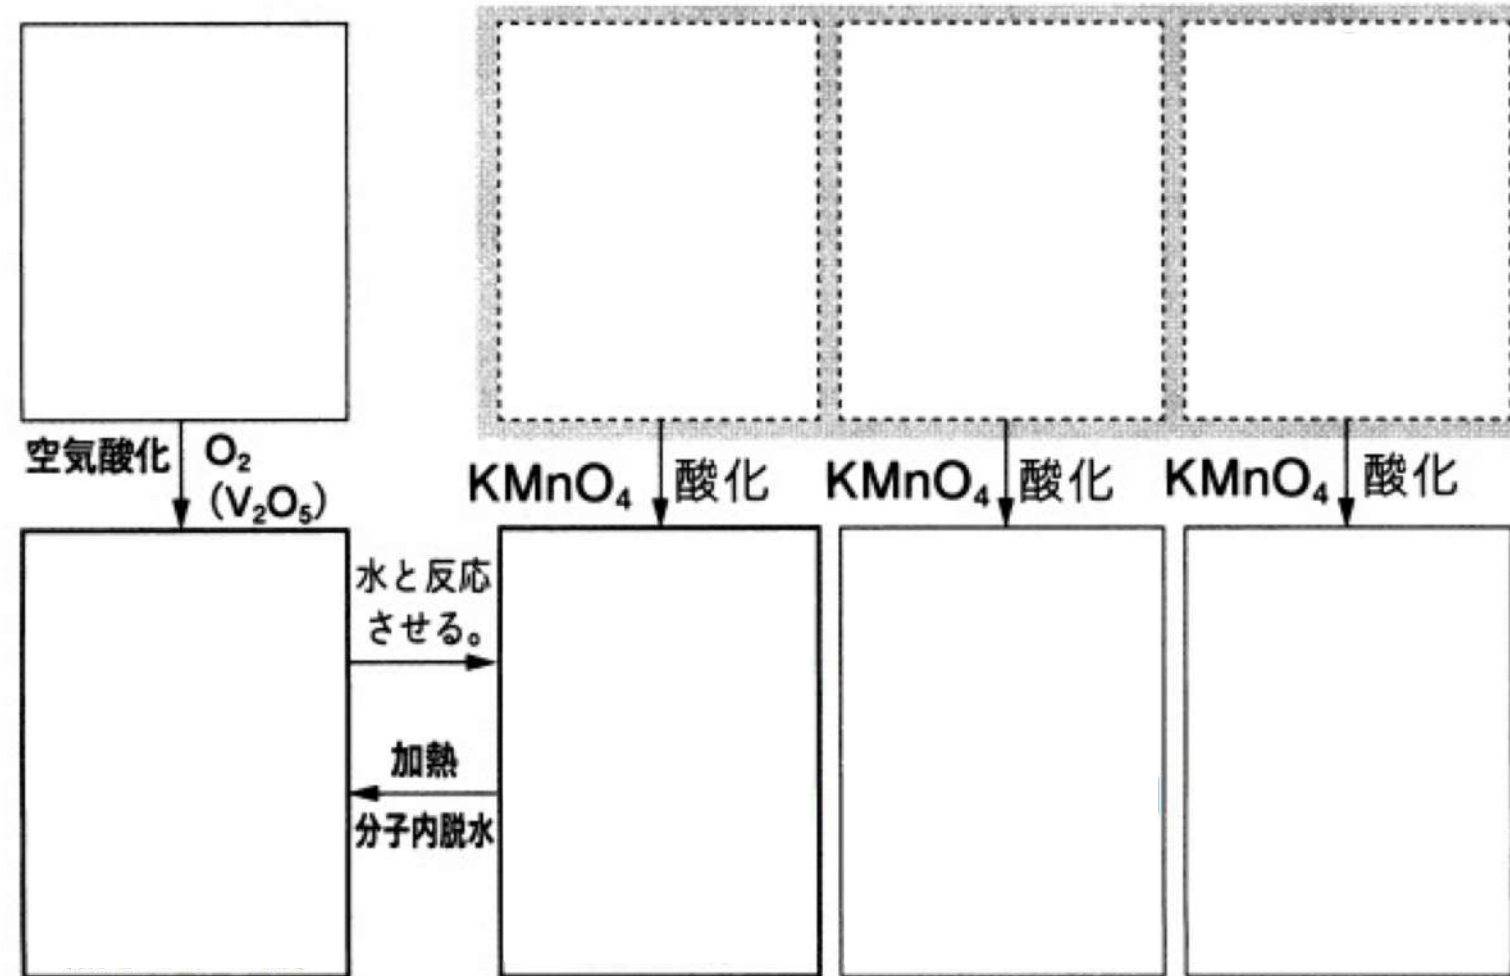 空気酸化 O₂
(V₂O₅)
KMnO₄ 酸化
KMnO₄ 酸化
KMnO₄ 酸化
水と反応
させる。
加熱
分子内脱水